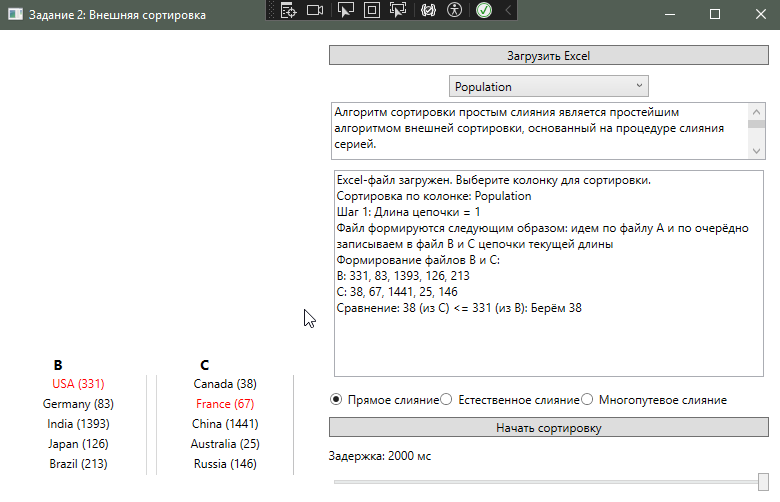 Задание 2: Внешняя сортировка
Загрузить Excel
Population
Алгоритм сортировки простым слияния является простейшим
алгоритмом внешней сортировки, основанный на процедуре слияния
серией.
Excel-файл загружен. Выберите колонку для сортировки.
Сортировка по колонке: Population
Шаг 1: Длина цепочки = 1
Файл формируются следующим образом: идем по файлу А и по очерёдно
записываем в файл B и C цепочки текущей длины
Формирование файлов B и C:
B: 331, 83, 1393, 126, 213
C: 38, 67, 1441, 25, 146
Сравнение: 38 (из C) <= 331 (из B): Берём 38
B
USA (331)
Germany (83)
India (1393)
Japan (126)
Brazil (213)
C
Canada (38)
France (67)
China (1441)
Australia (25)
Russia (146)
Прямое слияние Естественное слияние Многопутевое слияние
Начать сортировку
Задержка: 2000 мс